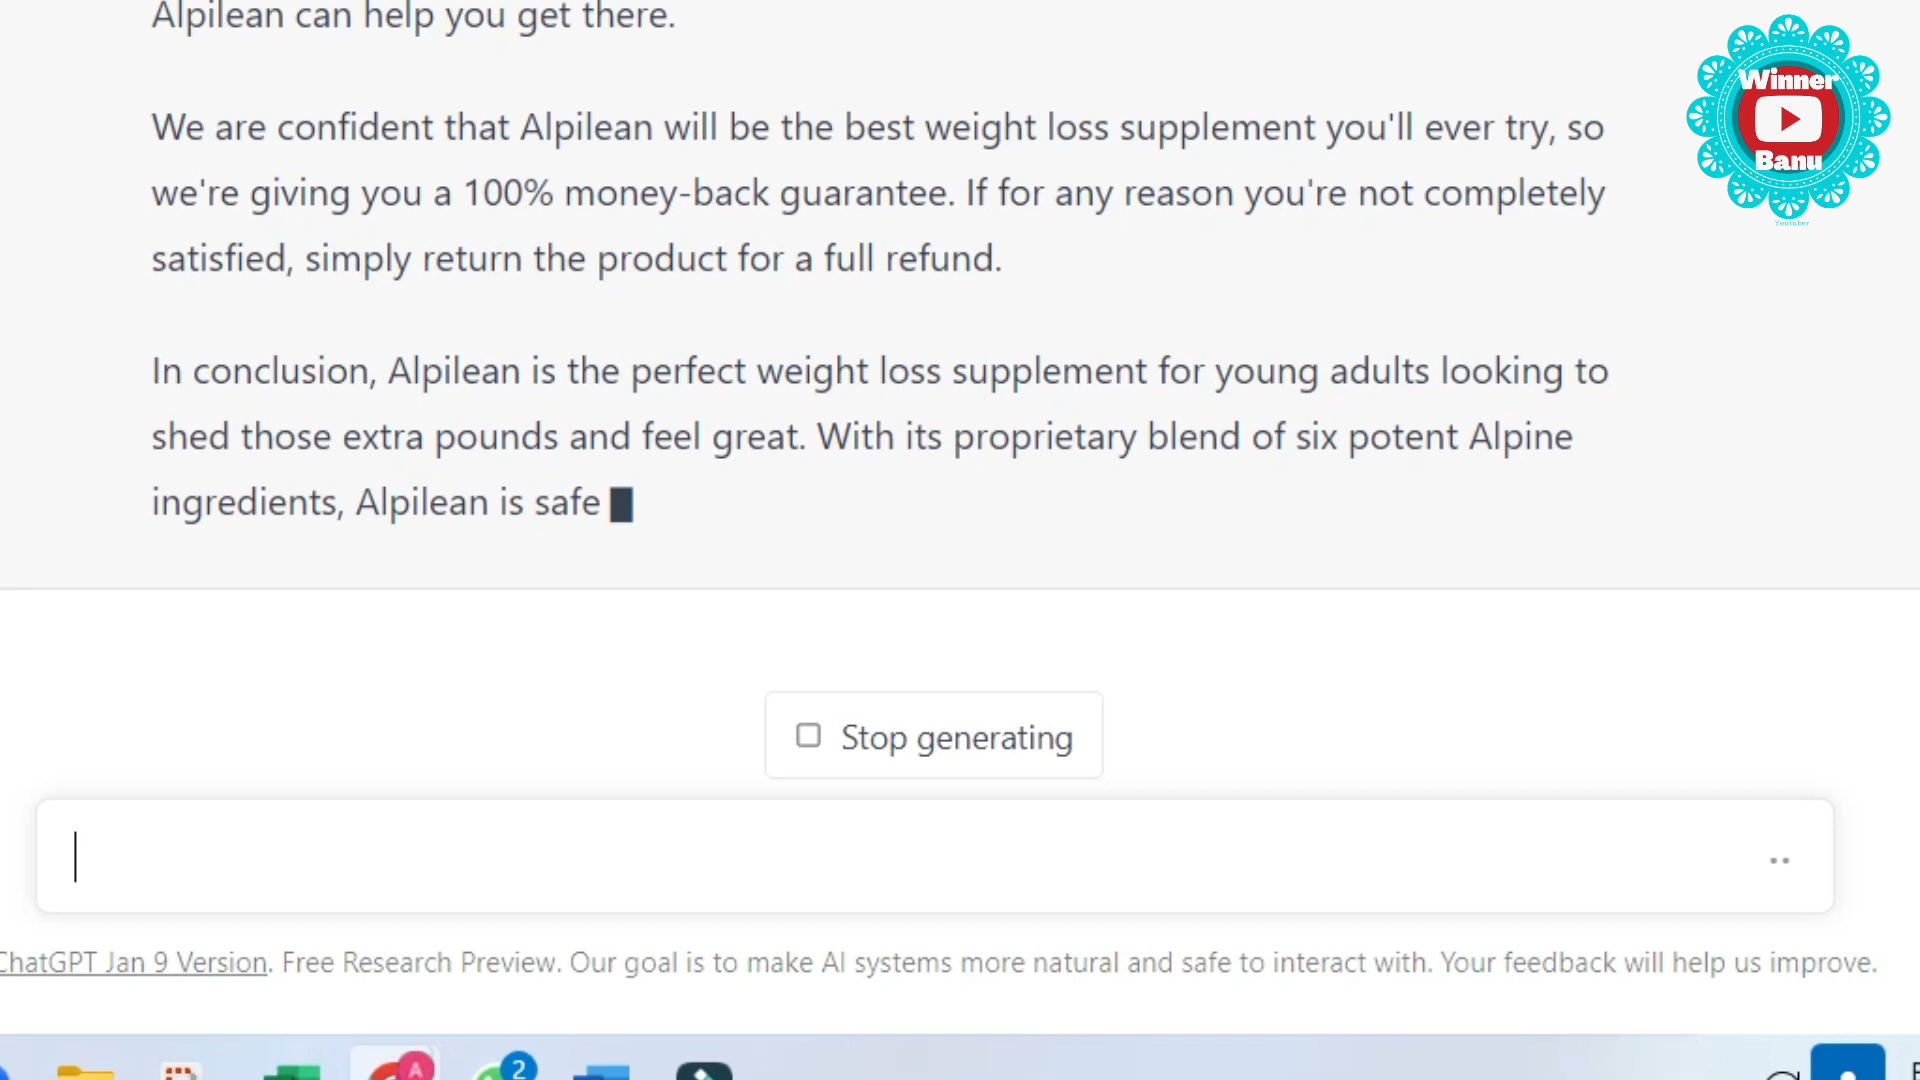 Alpilean can help you get there.
We are confident that Alpilean will be the best weight loss supplement you'll ever try, so
we're giving you a 100% money-back guarantee. If for any reason you're not completely
satisfied, simply return the product for a full refund.
In conclusion, Alpilean is the perfect weight loss supplement for young adults looking to
shed those extra pounds and feel great. With its proprietary blend of six potent Alpine
ingredients, Alpilean is safe
Stop generating
ChatGPT Jan 9 Version. Free Research Preview. Our goal is to make AI systems more natural and safe to interact with. Your feedback will help us improve.
Winner
Banu
Youtuber
A
2